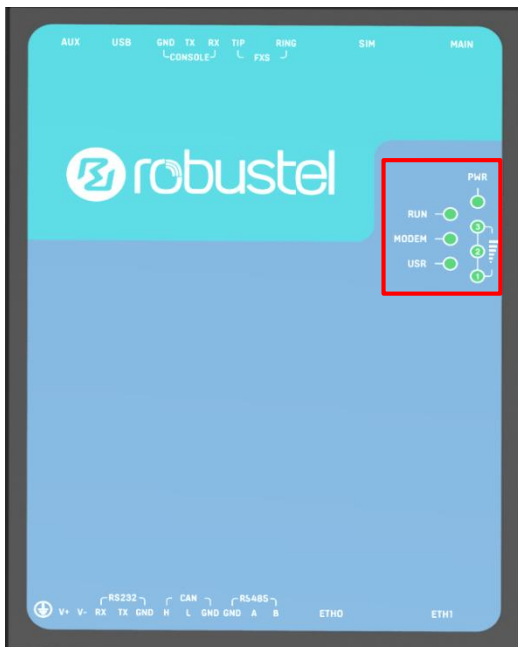 AUX USB GND TX RX TIP RING SIM MAIN
CONSOLE FXS
robustel
PWR
RUN
3
MODEM
2
USR
1
RS232 CAN RS485
V+ V- RX TX GND H L GND GND A B ETH0 ETH1